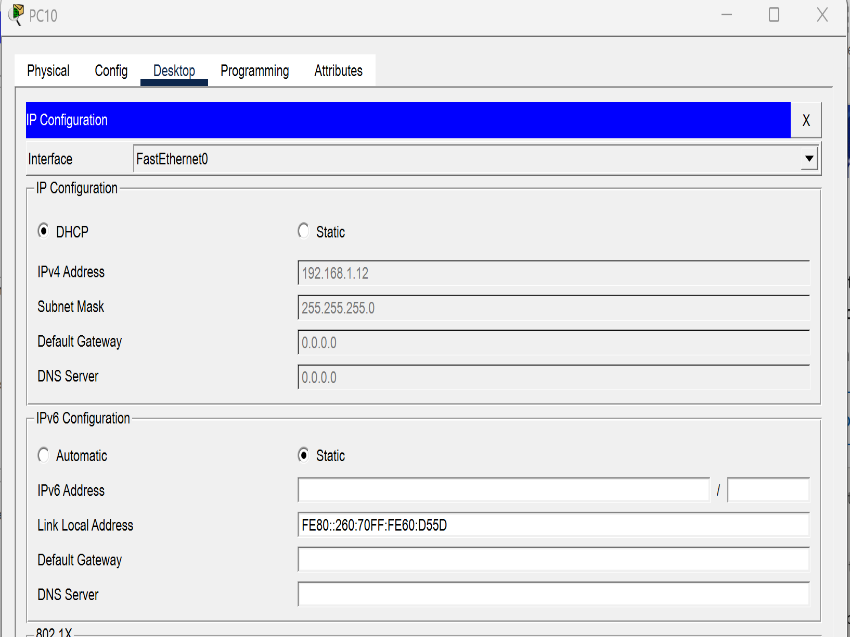 PC10
Physical Config Desktop Programming Attributes
IP Configuration X
Interface FastEthernet0
IP Configuration
DHCP Static
IPv4 Address 192.168.1.12
Subnet Mask 255.255.255.0
Default Gateway 0.0.0.0
DNS Server 0.0.0.0
IPv6 Configuration
Automatic Static
IPv6 Address /
Link Local Address FE80::260:70FF:FE60:D55D
Default Gateway
DNS Server
802.1X